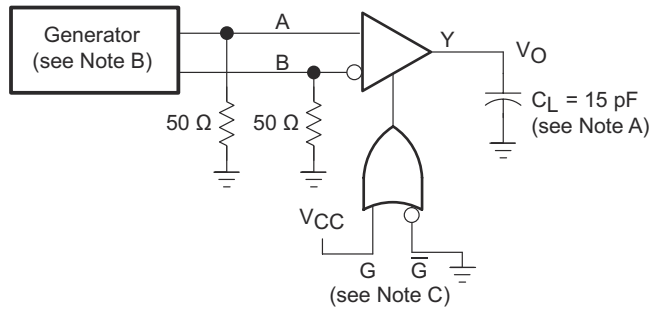 Generator
(see Note B)
A
B
Y
VO
50 Ω
50 Ω
CL = 15 pF
(see Note A)
VCC
G
G̅
(see Note C)